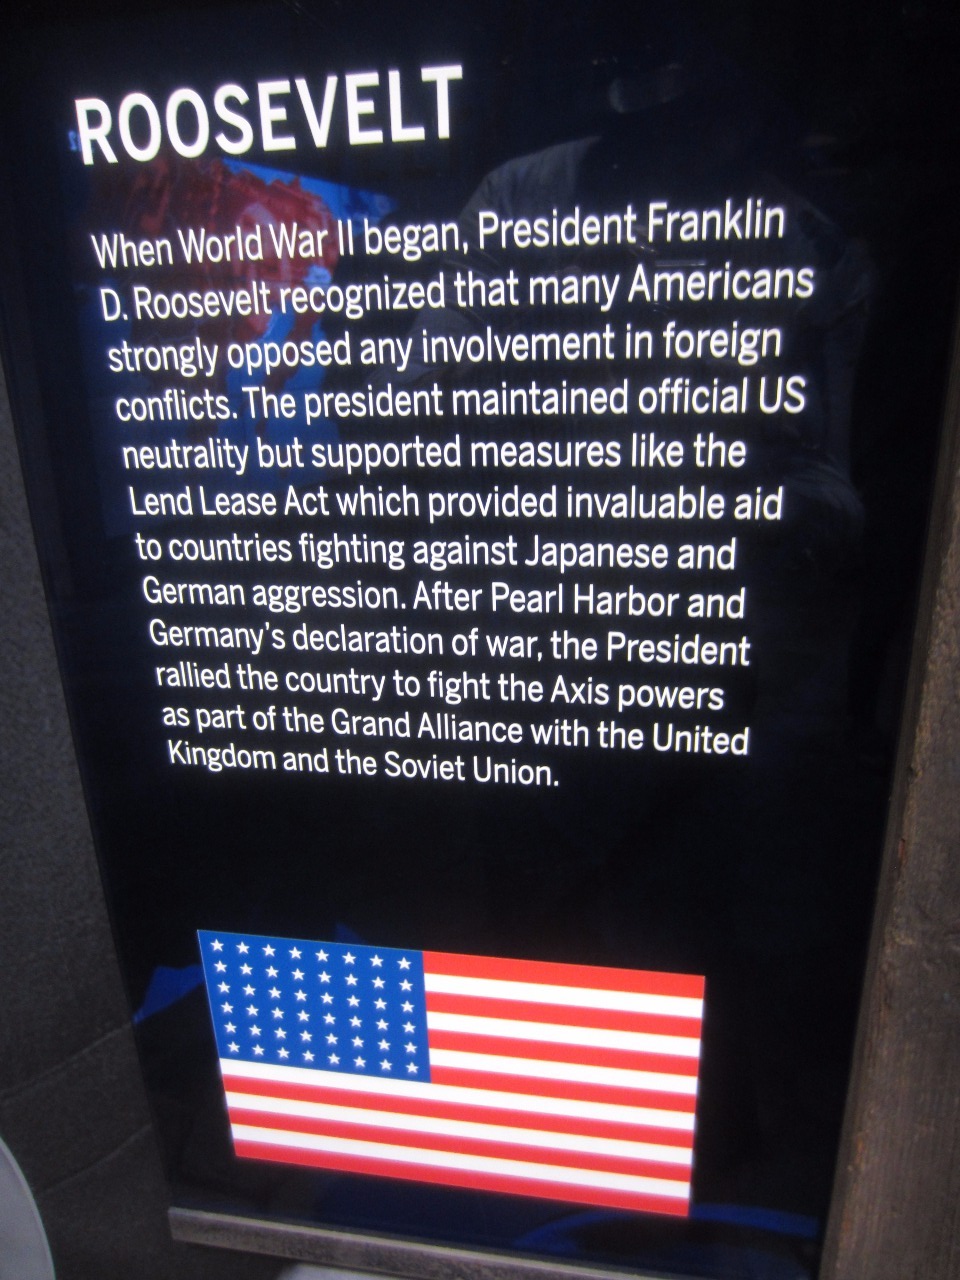 ROOSEVELT
When World War II began, President Franklin
D. Roosevelt recognized that many Americans
strongly opposed any involvement in foreign
conflicts. The president maintained official US
neutrality but supported measures like the
Lend Lease Act which provided invaluable aid
to countries fighting against Japanese and
German aggression. After Pearl Harbor and
Germany's declaration of war, the President
rallied the country to fight the Axis powers
as part of the Grand Alliance with the United
Kingdom and the Soviet Union.